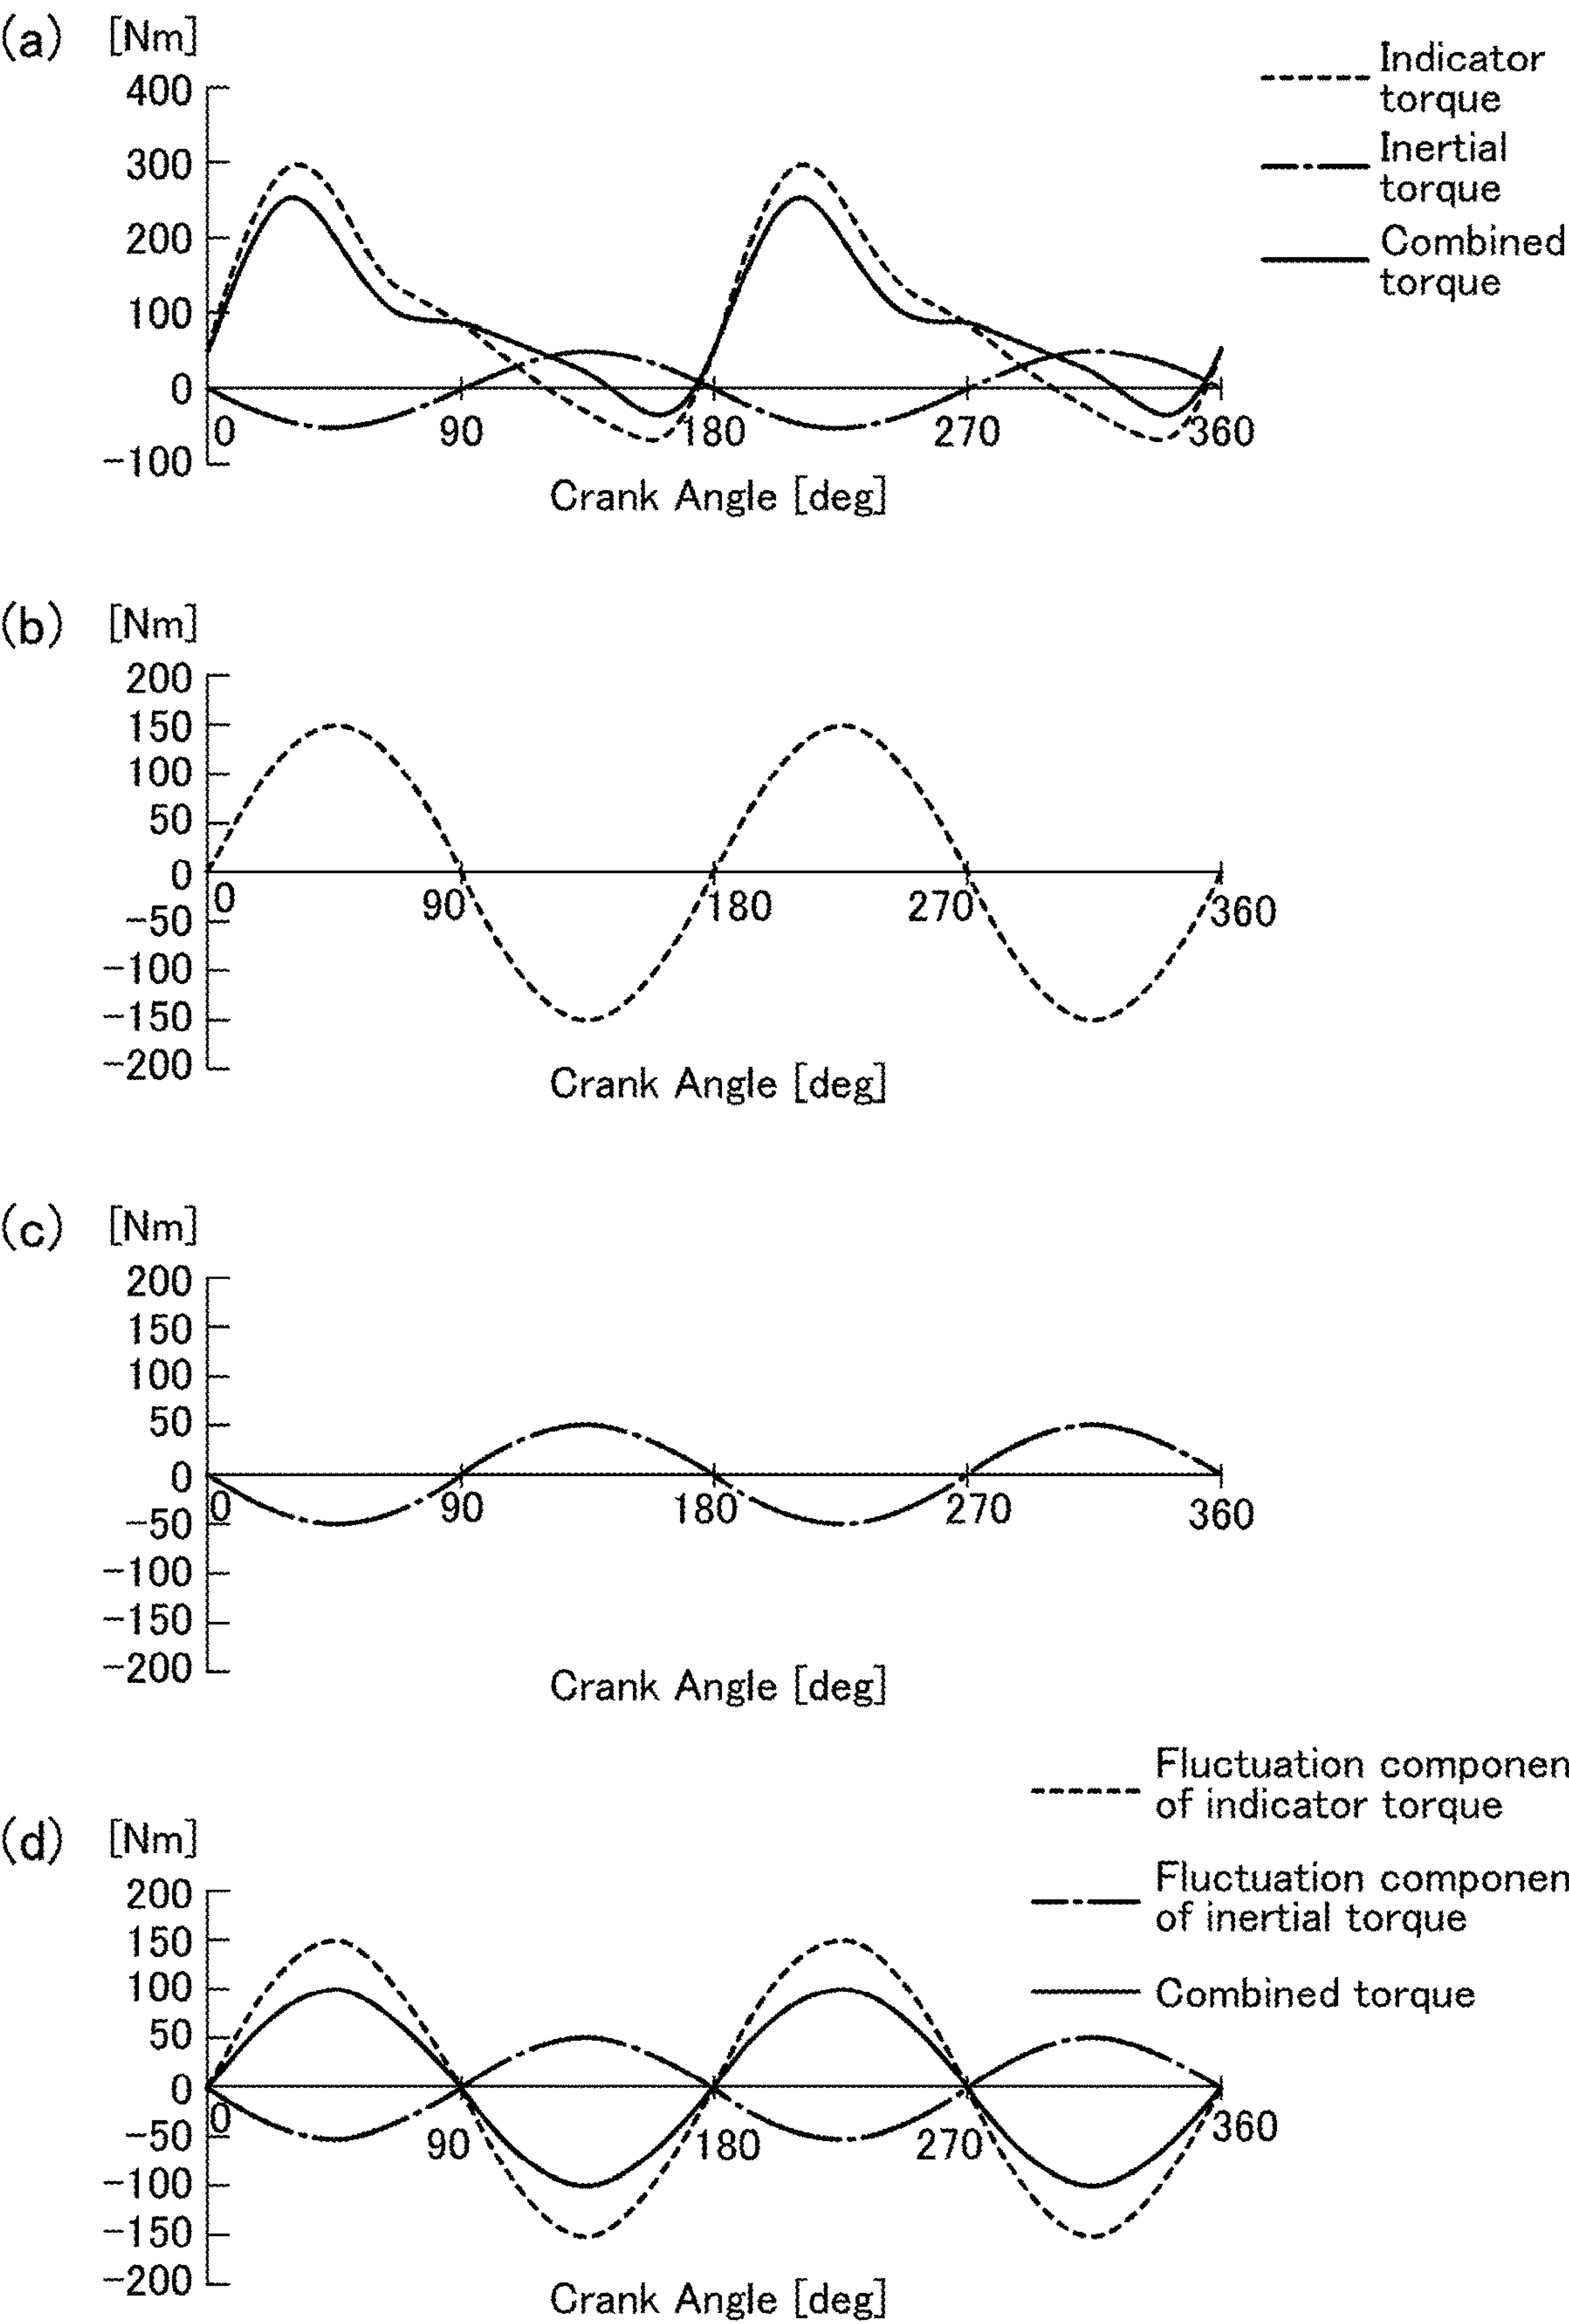 (a) [Nm]
400
300
200
100
0
-100
0 90 180 270 360
Crank Angle [deg]
Indicator
torque
Inertial
torque
Combined
torque
(b) [Nm]
200
150
100
50
0
-50
-100
-150
-200
0 90 180 270 360
Crank Angle [deg]
(c) [Nm]
200
150
100
50
0
-50
-100
-150
-200
0 90 180 270 360
Crank Angle [deg]
Fluctuation componen
of indicator torque
Fluctuation componen
of inertial torque
Combined torque
(d) [Nm]
200
150
100
50
0
-50
-100
-150
-200
0 90 180 270 360
Crank Angle [deg]